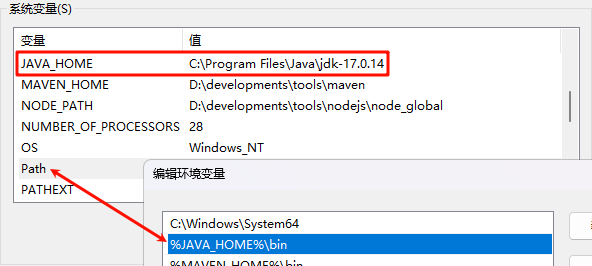 系统变量(S)
变量 值
JAVA_HOME C:\Program Files\Java\jdk-17.0.14
MAVEN_HOME D:\developments\tools\maven
NODE_PATH D:\developments\tools\nodejs\node_global
NUMBER_OF_PROCESSORS 28
OS Windows_NT
Path
PATHEXT
编辑环境变量
C:\Windows\System64
%JAVA_HOME%\bin
%MAVEN_HOME%\bin